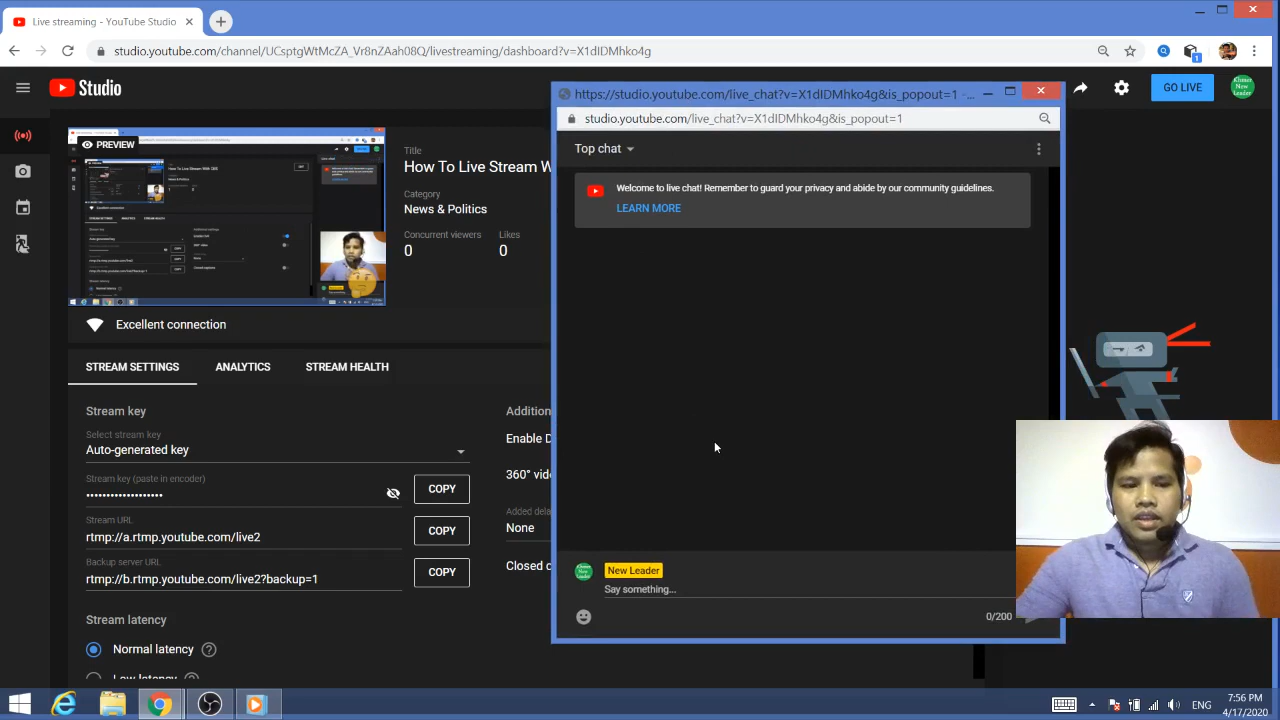 Live streaming - YouTube Studio
studio.youtube.com/channel/UCsptgWtMcZA_Vr8nZAah08Q/livestreaming/dashboard?v=X1dIDMhko4g
1
Studio
GO LIVE
Khmer
New
Leader
https://studio.youtube.com/live_chat?v=X1dIDMhko4g&is_popout=1 -...
studio.youtube.com/live_chat?v=X1dIDMhko4g&is_popout=1
Top chat
Welcome to live chat! Remember to guard your privacy and abide by our community guidelines.
LEARN MORE
New Leader
Say something...
0/200
PREVIEW
Title
How To Live Stream W
Category
News & Politics
Concurrent viewers
Likes
0
0
Excellent connection
STREAM SETTINGS
ANALYTICS
STREAM HEALTH
Stream key
Select stream key
Auto-generated key
Stream key (paste in encoder)
COPY
Stream URL
rtmp://a.rtmp.youtube.com/live2
COPY
Backup server URL
rtmp://b.rtmp.youtube.com/live2?backup=1
COPY
Stream latency
Normal latency
Low latency
Addition
Enable D
360° vide
Added dela
None
Closed c
ENG
7:56 PM
4/17/2020